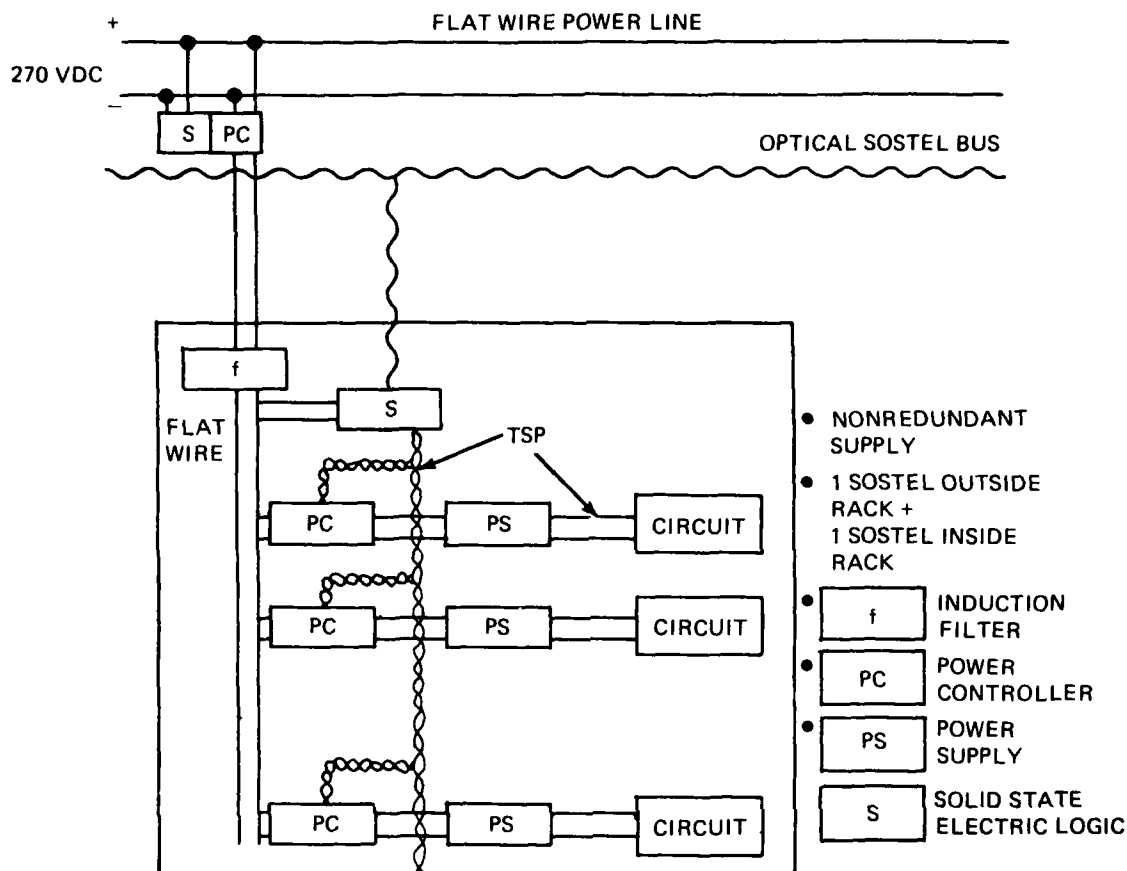 +
FLAT WIRE POWER LINE
270 VDC
—
S
PC
OPTICAL SOSTEL BUS
f
FLAT
WIRE
S
TSP
PC
PS
CIRCUIT
PC
PS
CIRCUIT
PC
PS
CIRCUIT
● NONREDUNDANT
SUPPLY
● 1 SOSTEL OUTSIDE
RACK +
1 SOSTEL INSIDE
RACK
● f
INDUCTION
FILTER
● PC
POWER
CONTROLLER
● PS
POWER
SUPPLY
S
SOLID STATE
ELECTRIC LOGIC